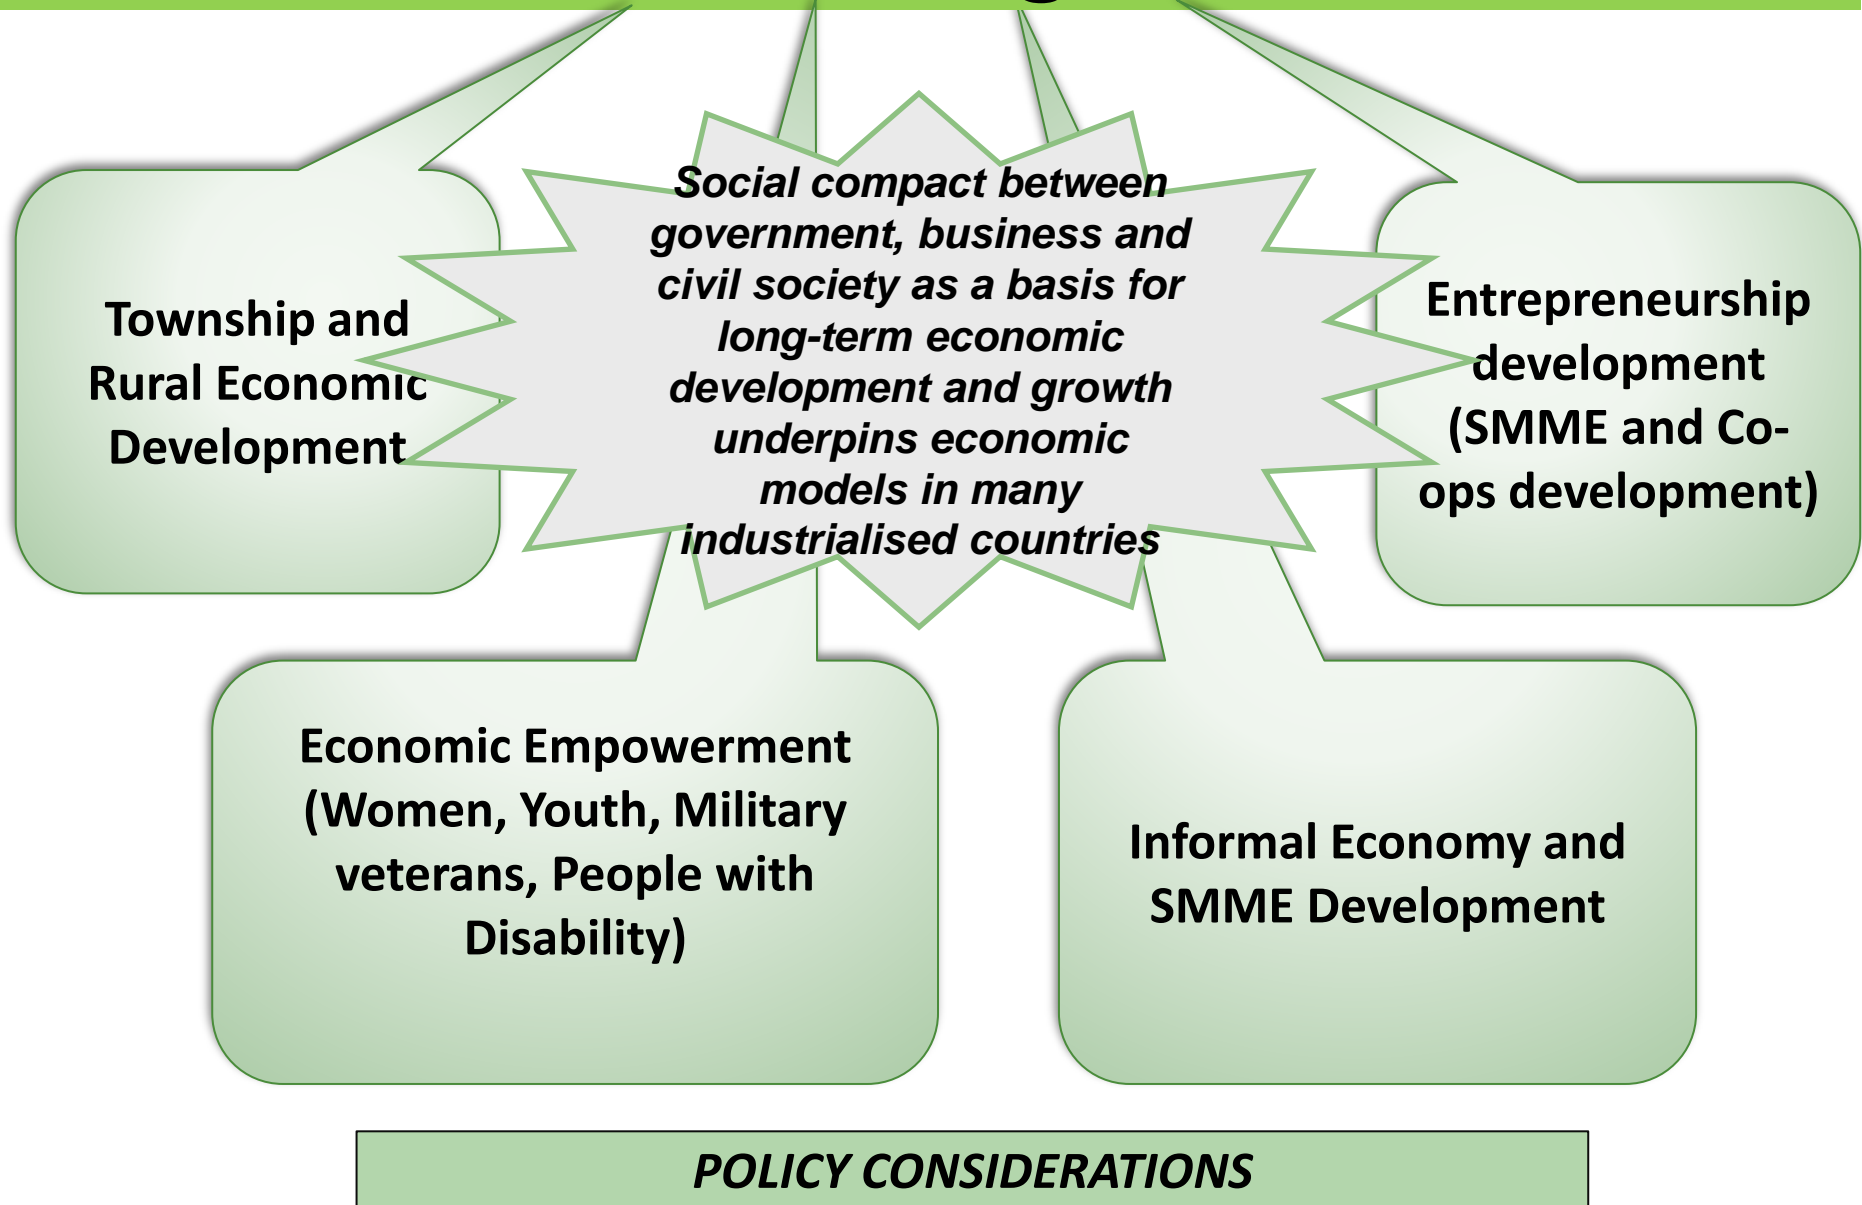 Social compact between
government, business and
civil society as a basis for
long-term economic
development and growth
underpins economic
models in many
industrialised countries
Township and
Rural Economic
Development
Entrepreneurship
development
(SMME and Co-
ops development)
Economic Empowerment
(Women, Youth, Military
veterans, People with
Disability)
Informal Economy and
SMME Development
POLICY CONSIDERATIONS